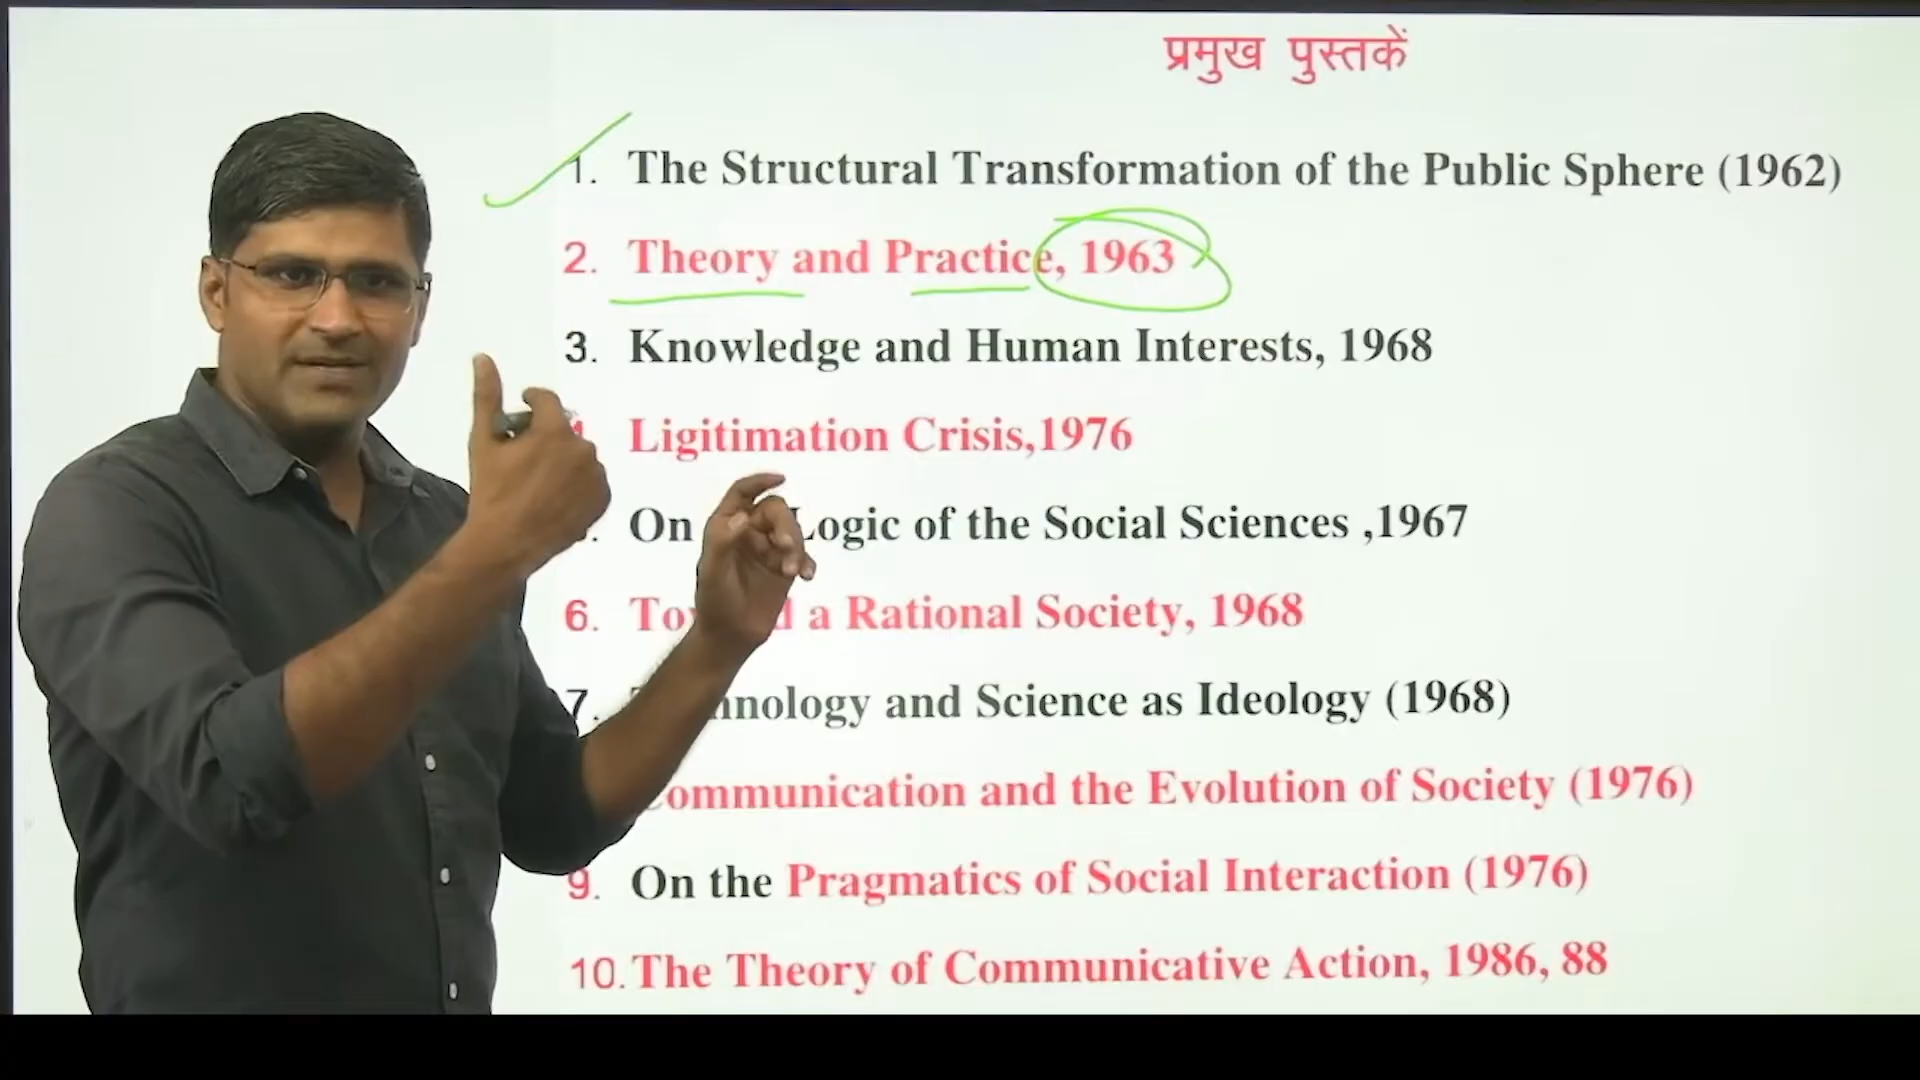 प्रमुख पुस्तकें
1. The Structural Transformation of the Public Sphere (1962)
2. Theory and Practice, 1963
3. Knowledge and Human Interests, 1968
Ligitimation Crisis,1976
On Logic of the Social Sciences ,1967
6. a Rational Society, 1968
7. and Science as Ideology (1968)
Communication and the Evolution of Society (1976)
9. On the Pragmatics of Social Interaction (1976)
10. The Theory of Communicative Action, 1986, 88